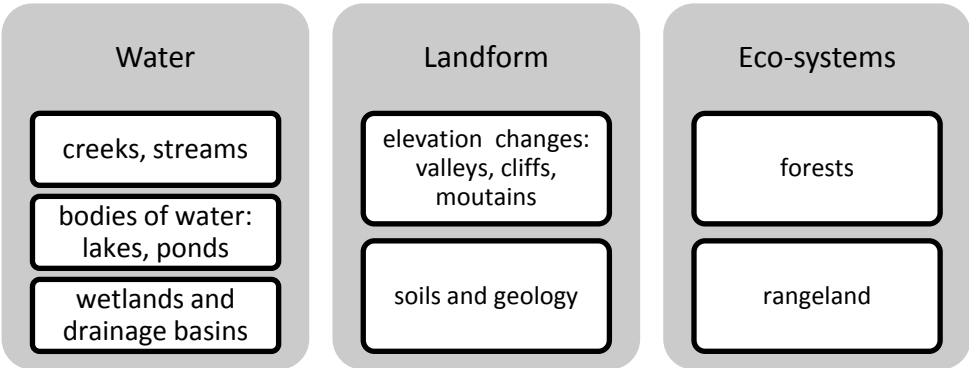 Water
creeks, streams
bodies of water:
lakes, ponds
wetlands and
drainage basins
Landform
elevation changes:
valleys, cliffs,
moutains
soils and geology
Eco-systems
forests
rangeland